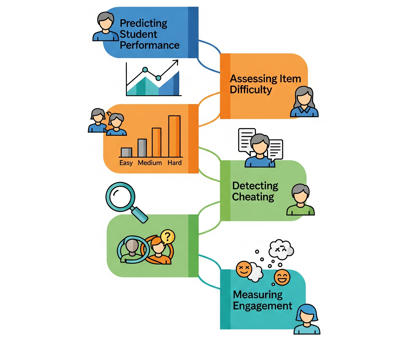 Predicting
Student
Performance
Assessing Item
Difficulty
Easy Medium Hard
Detecting
Cheating
?
Measuring
Engagement